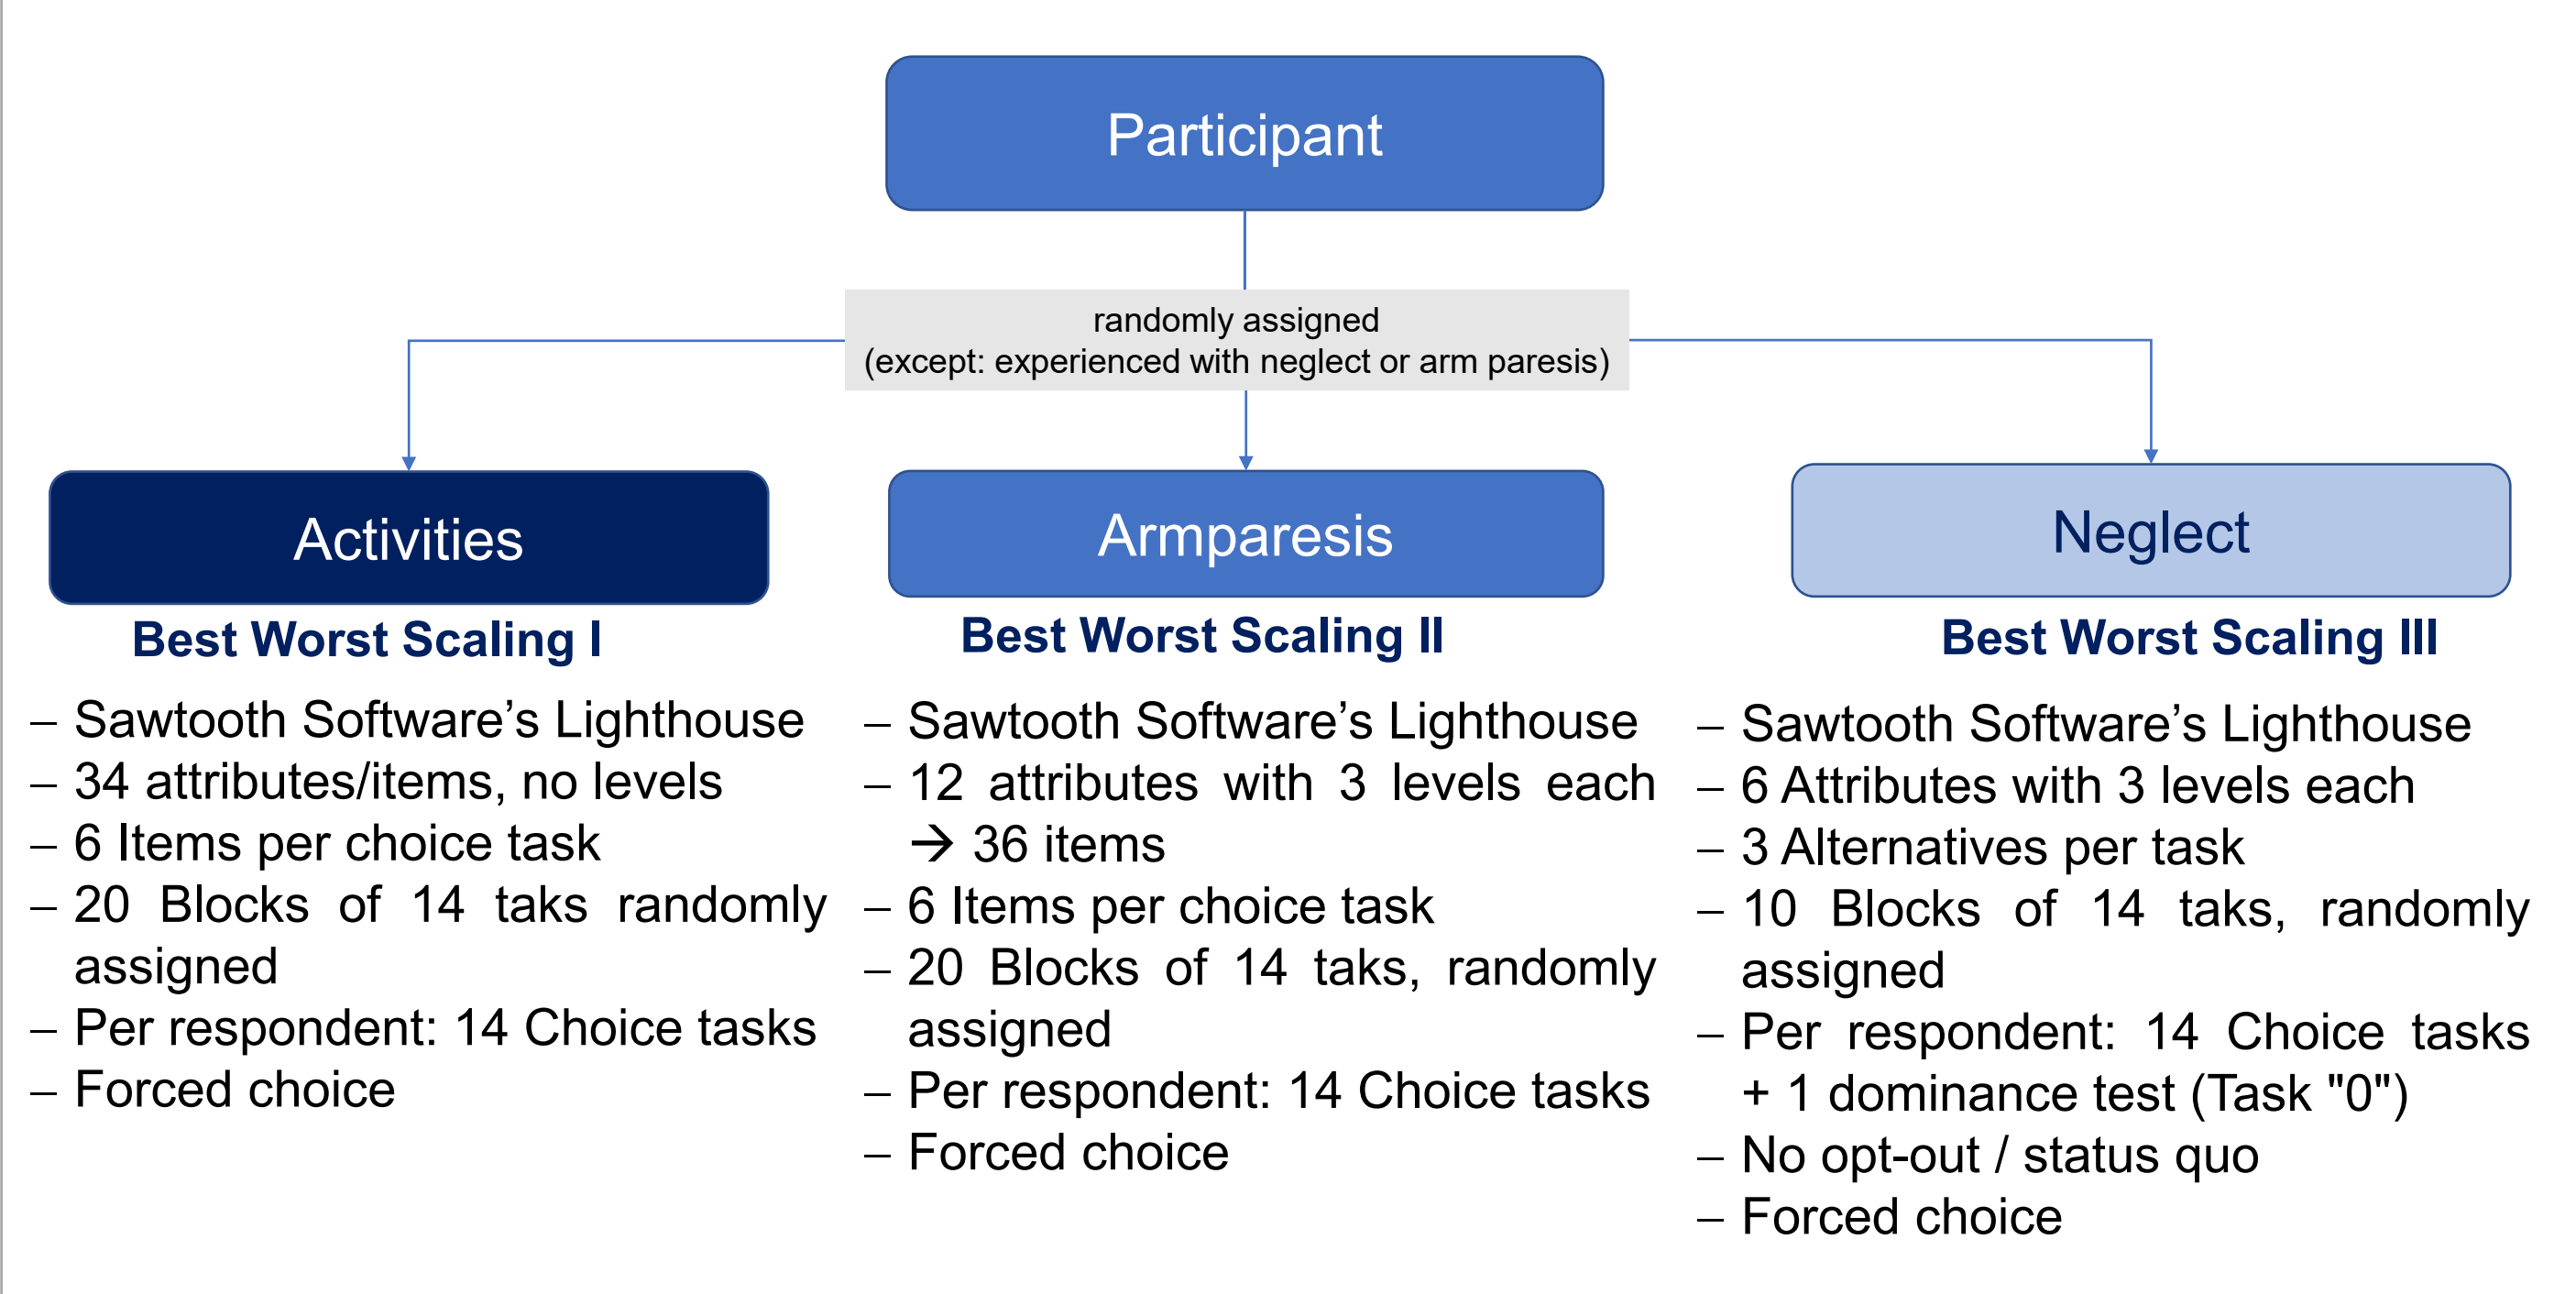 Participant
randomly assigned
(except: experienced with neglect or arm paresis)
Activities
Best Worst Scaling I
– Sawtooth Software’s Lighthouse
– 34 attributes/items, no levels
– 6 Items per choice task
– 20 Blocks of 14 taks randomly
assigned
– Per respondent: 14 Choice tasks
– Forced choice
Armparesis
Best Worst Scaling II
– Sawtooth Software’s Lighthouse
– 12 attributes with 3 levels each
→ 36 items
– 6 Items per choice task
– 20 Blocks of 14 taks, randomly
assigned
– Per respondent: 14 Choice tasks
– Forced choice
Neglect
Best Worst Scaling III
– Sawtooth Software’s Lighthouse
– 6 Attributes with 3 levels each
– 3 Alternatives per task
– 10 Blocks of 14 taks, randomly
assigned
– Per respondent: 14 Choice tasks
+ 1 dominance test (Task "0")
– No opt-out / status quo
– Forced choice